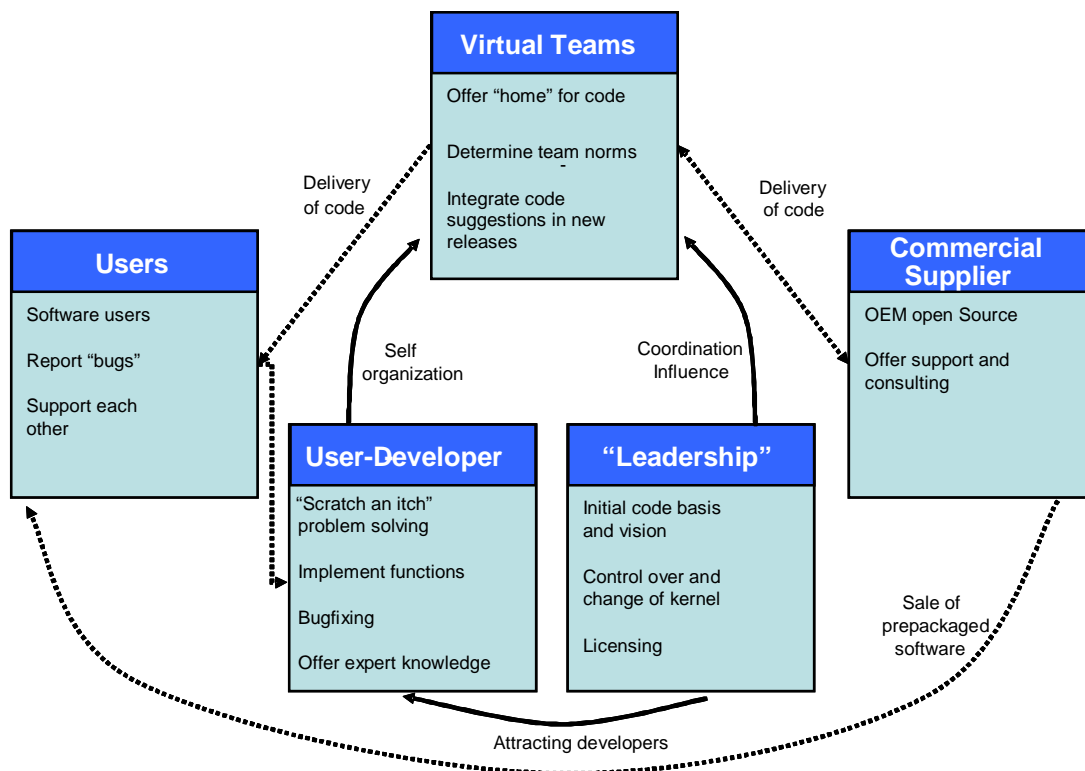 Virtual Teams
Offer “home” for code
Determine team norms
-
Integrate code
suggestions in new
releases
Delivery
of code
Delivery
of code
Users
Software users
Report “bugs”
Support each
other
Commercial
Supplier
OEM open Source
Offer support and
consulting
Self
organization
Coordination
Influence
User-Developer
“Scratch an itch”
problem solving
Implement functions
Bugfixing
Offer expert knowledge
“Leadership”
Initial code basis
and vision
Control over and
change of kernel
Licensing
Sale of
prepackaged
software
Attracting developers